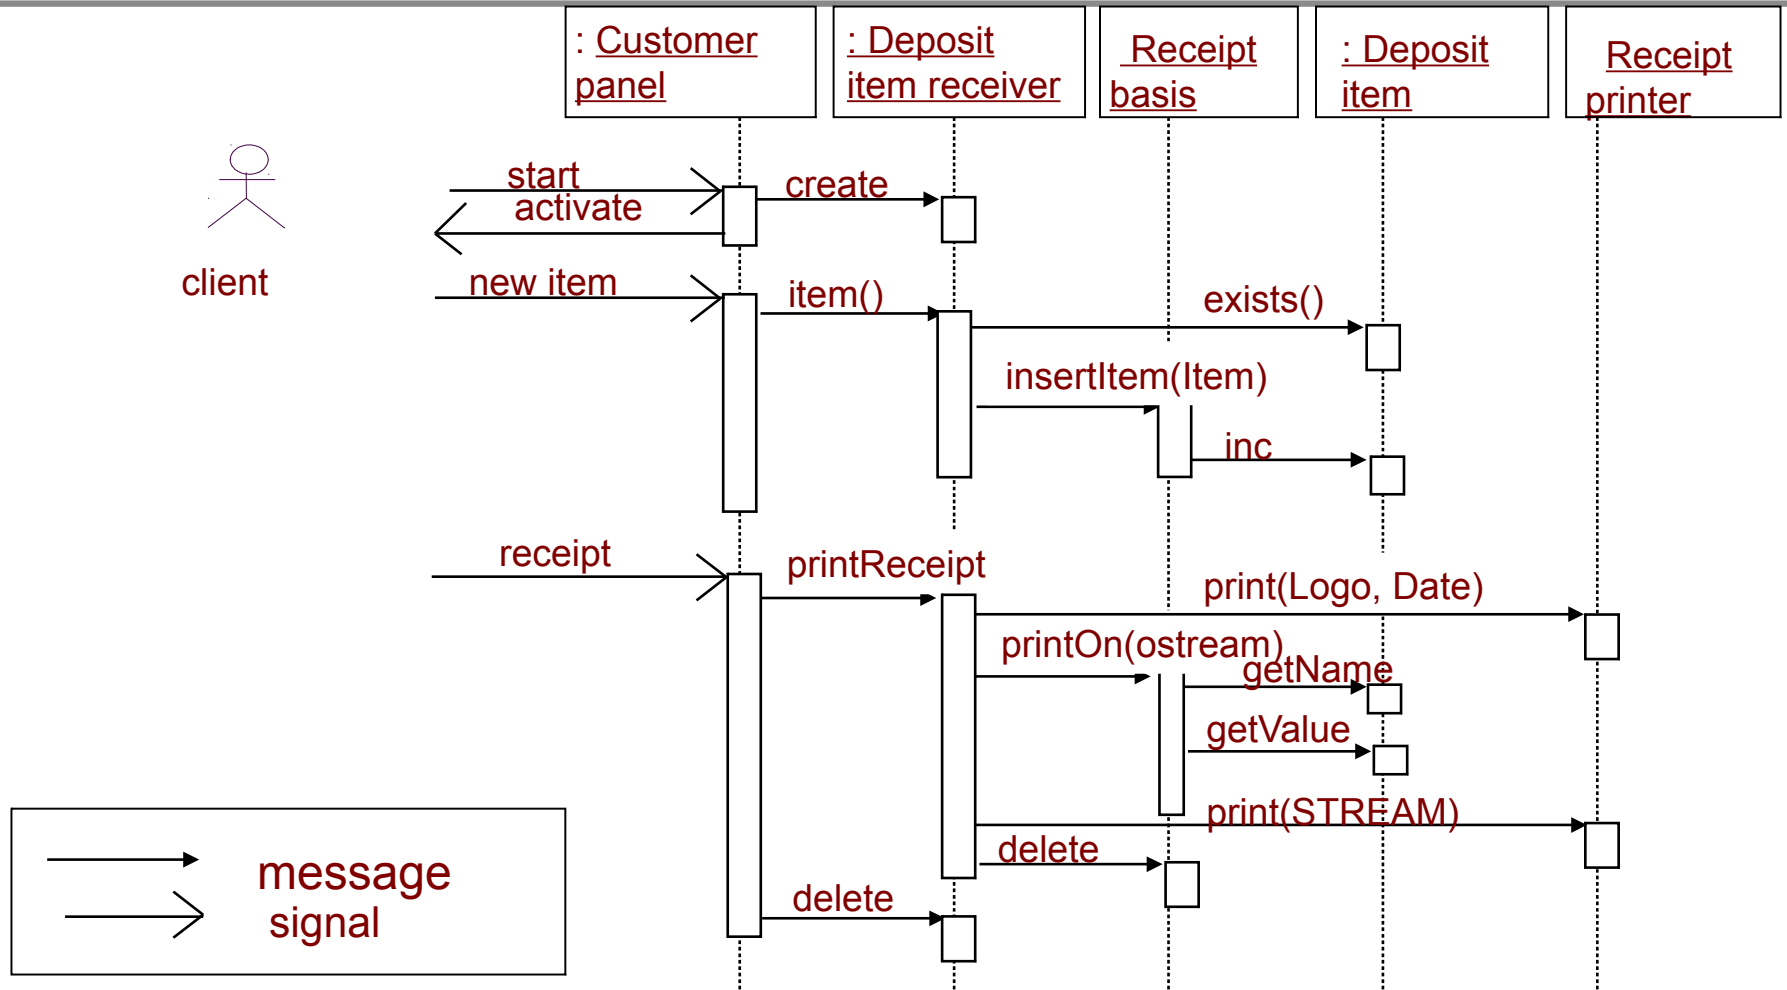 : Customer
panel
: Deposit
item receiver
Receipt
basis
: Deposit
item
Receipt
printer
start
create
activate
client
new item
item()
exists()
insertItem(Item)
inc
receipt
printReceipt
print(Logo, Date)
printOn(ostream)
getName
getValue
print(STREAM)
delete
delete
message
signal